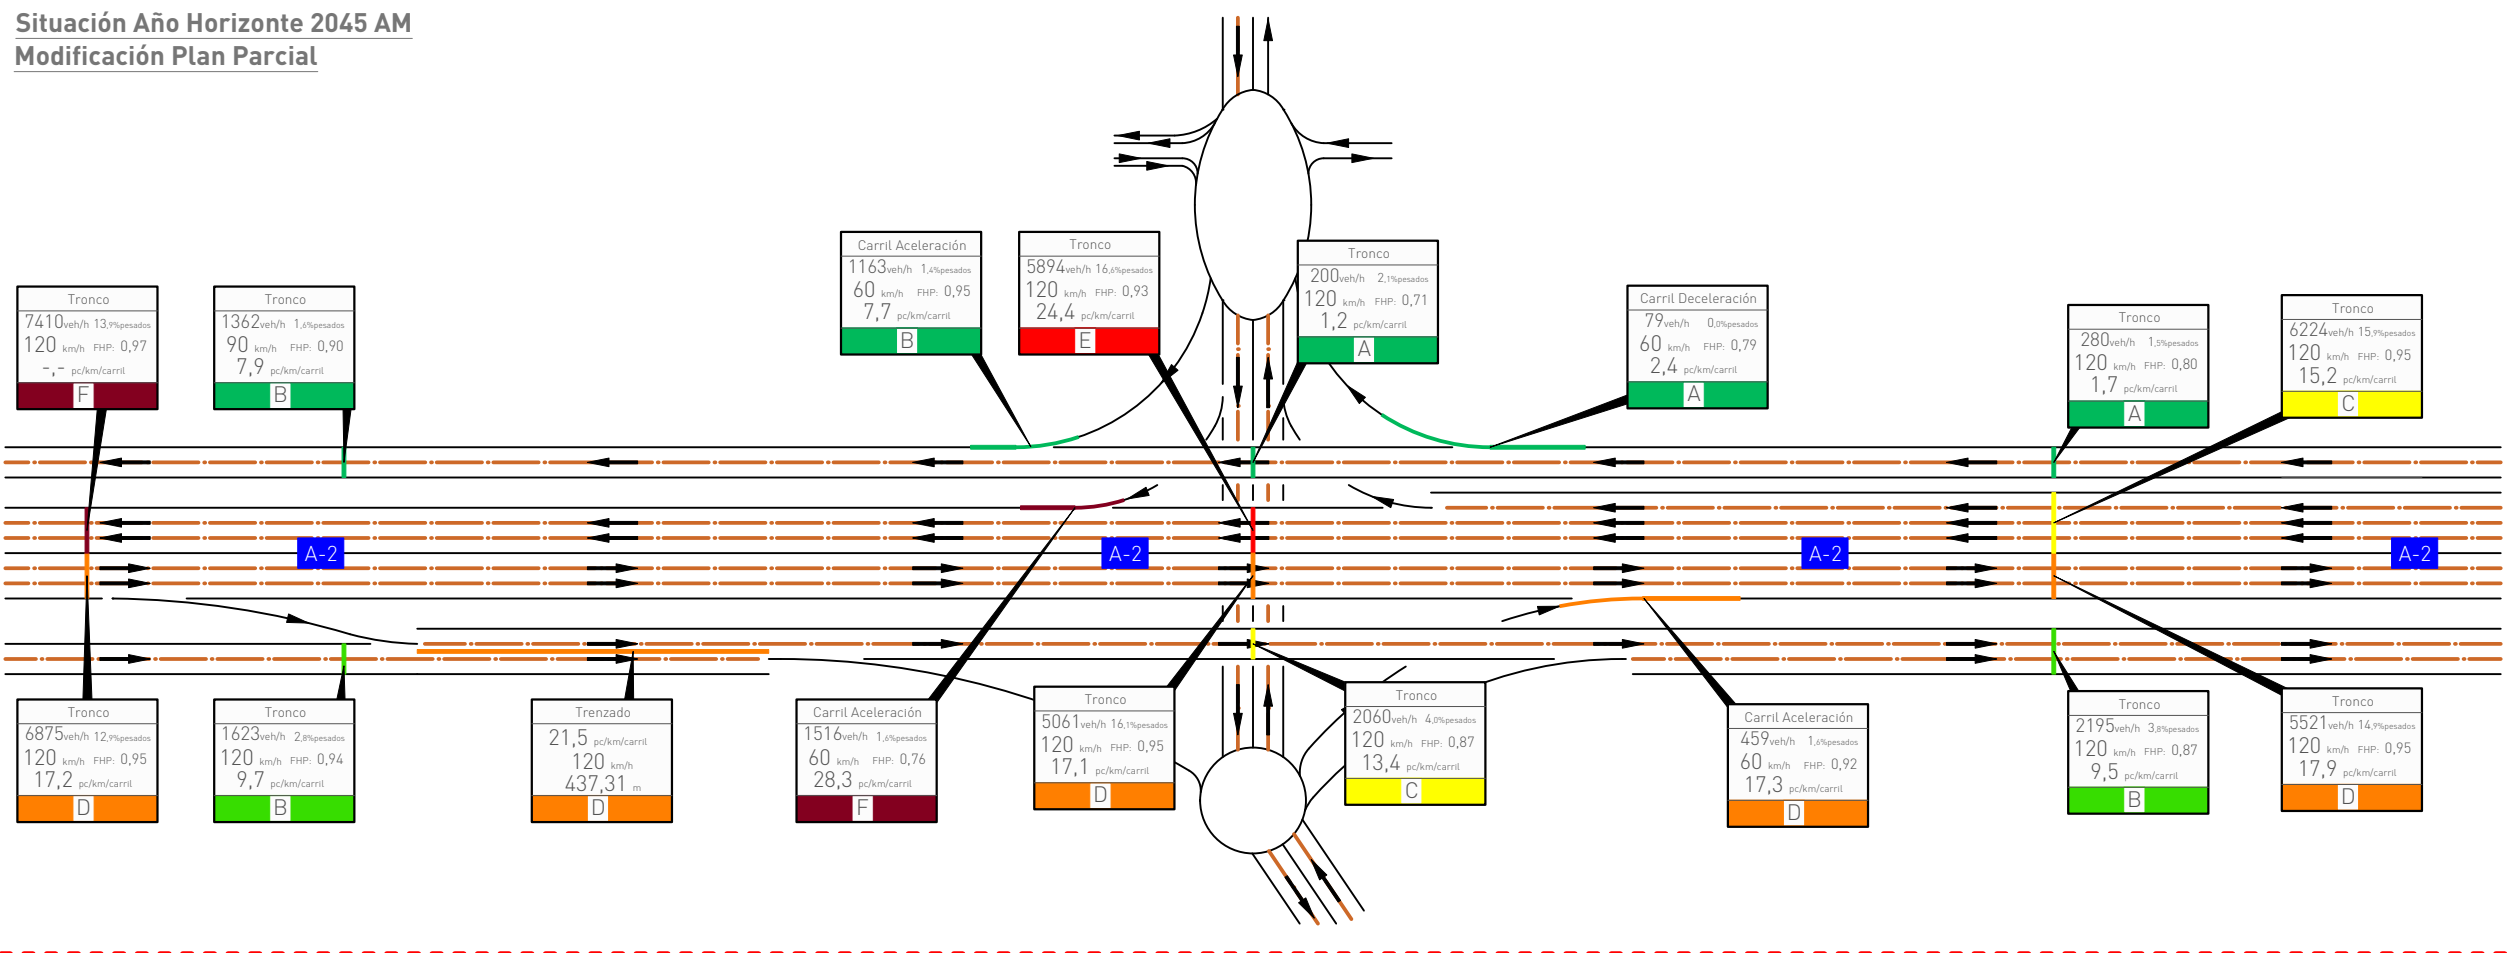 Situación Año Horizonte 2045 AM
Modificación Plan Parcial
Carril Aceleración
1163veh/h 1,4%pesados
60 km/h FHP: 0,95
7,7 pc/km/carril
B
Tronco
5894veh/h 16,6%pesados
120 km/h FHP: 0,93
24,4 pc/km/carril
E
Tronco
200veh/h 2,1%pesados
120 km/h FHP: 0,71
1,2 pc/km/carril
A
Tronco
7410veh/h 13,9%pesados
120 km/h FHP: 0,97
-,- pc/km/carril
F
Tronco
1362veh/h 1,6%pesados
90 km/h FHP: 0,90
7,9 pc/km/carril
B
Carril Deceleración
79veh/h 0,0%pesados
60 km/h FHP: 0,79
2,4 pc/km/carril
A
Tronco
280veh/h 1,5%pesados
120 km/h FHP: 0,80
1,7 pc/km/carril
A
Tronco
6224veh/h 15,9%pesados
120 km/h FHP: 0,95
15,2 pc/km/carril
C
A-2
A-2
A-2
A-2
Tronco
6875veh/h 12,9%pesados
120 km/h FHP: 0,95
17,2 pc/km/carril
D
Tronco
1623veh/h 2,8%pesados
120 km/h FHP: 0,94
9,7 pc/km/carril
B
Trenzado
21,5 pc/km/carril
120 km/h
437,31 m
D
Carril Aceleración
1516veh/h 1,6%pesados
60 km/h FHP: 0,76
28,3 pc/km/carril
F
Tronco
5061veh/h 16,1%pesados
120 km/h FHP: 0,95
17,1 pc/km/carril
D
Tronco
2060veh/h 4,0%pesados
120 km/h FHP: 0,87
13,4 pc/km/carril
C
Carril Aceleración
459veh/h 1,6%pesados
60 km/h FHP: 0,92
17,3 pc/km/carril
D
Tronco
2195veh/h 3,8%pesados
120 km/h FHP: 0,87
9,5 pc/km/carril
B
Tronco
5521veh/h 14,9%pesados
120 km/h FHP: 0,95
17,9 pc/km/carril
D